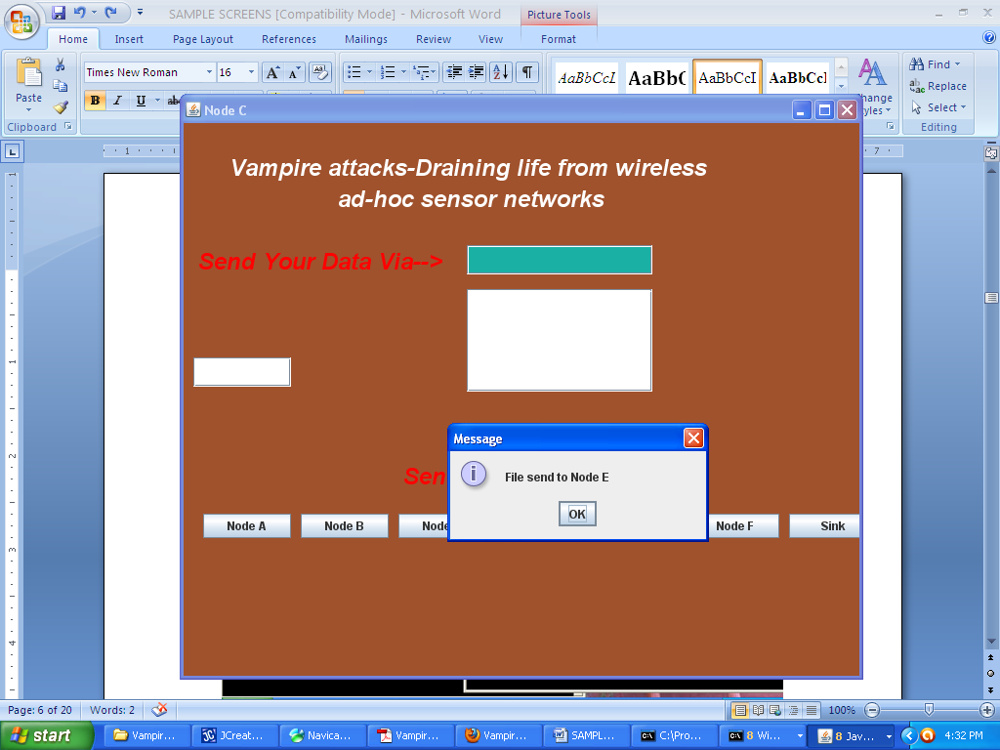 SAMPLE SCREENS [Compatibility Mode] - Microsoft Word
Picture Tools
Home Insert Page Layout References Mailings Review View Format
Times New Roman 16
AaBbCcI AaBbC AaBbCcI AaBbCcI
Find
Replace
Select
Paste
B I U abc
Clipboard
Editing
Node C
Vampire attacks-Draining life from wireless
ad-hoc sensor networks
Send Your Data Via-->
Message
File send to Node E
OK
Sen
Node A Node B Node Node F Sink
Page: 6 of 20 Words: 2 100%
start Vampir... JCreat... Navica... Vampir... Vampir... SAMPL... C:\Pro... 8 Wi... 8 Jav... 4:32 PM